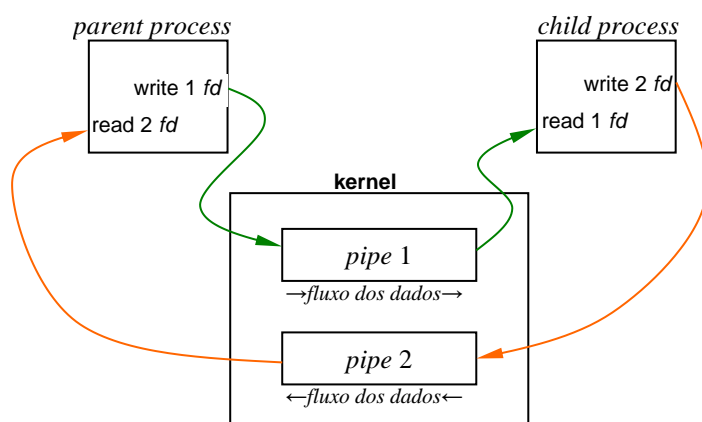 parent process
child process
write 1 fd
read 2 fd
write 2 fd
read 1 fd
kernel
pipe 1
→fluxo dos dados→
pipe 2
←fluxo dos dados←